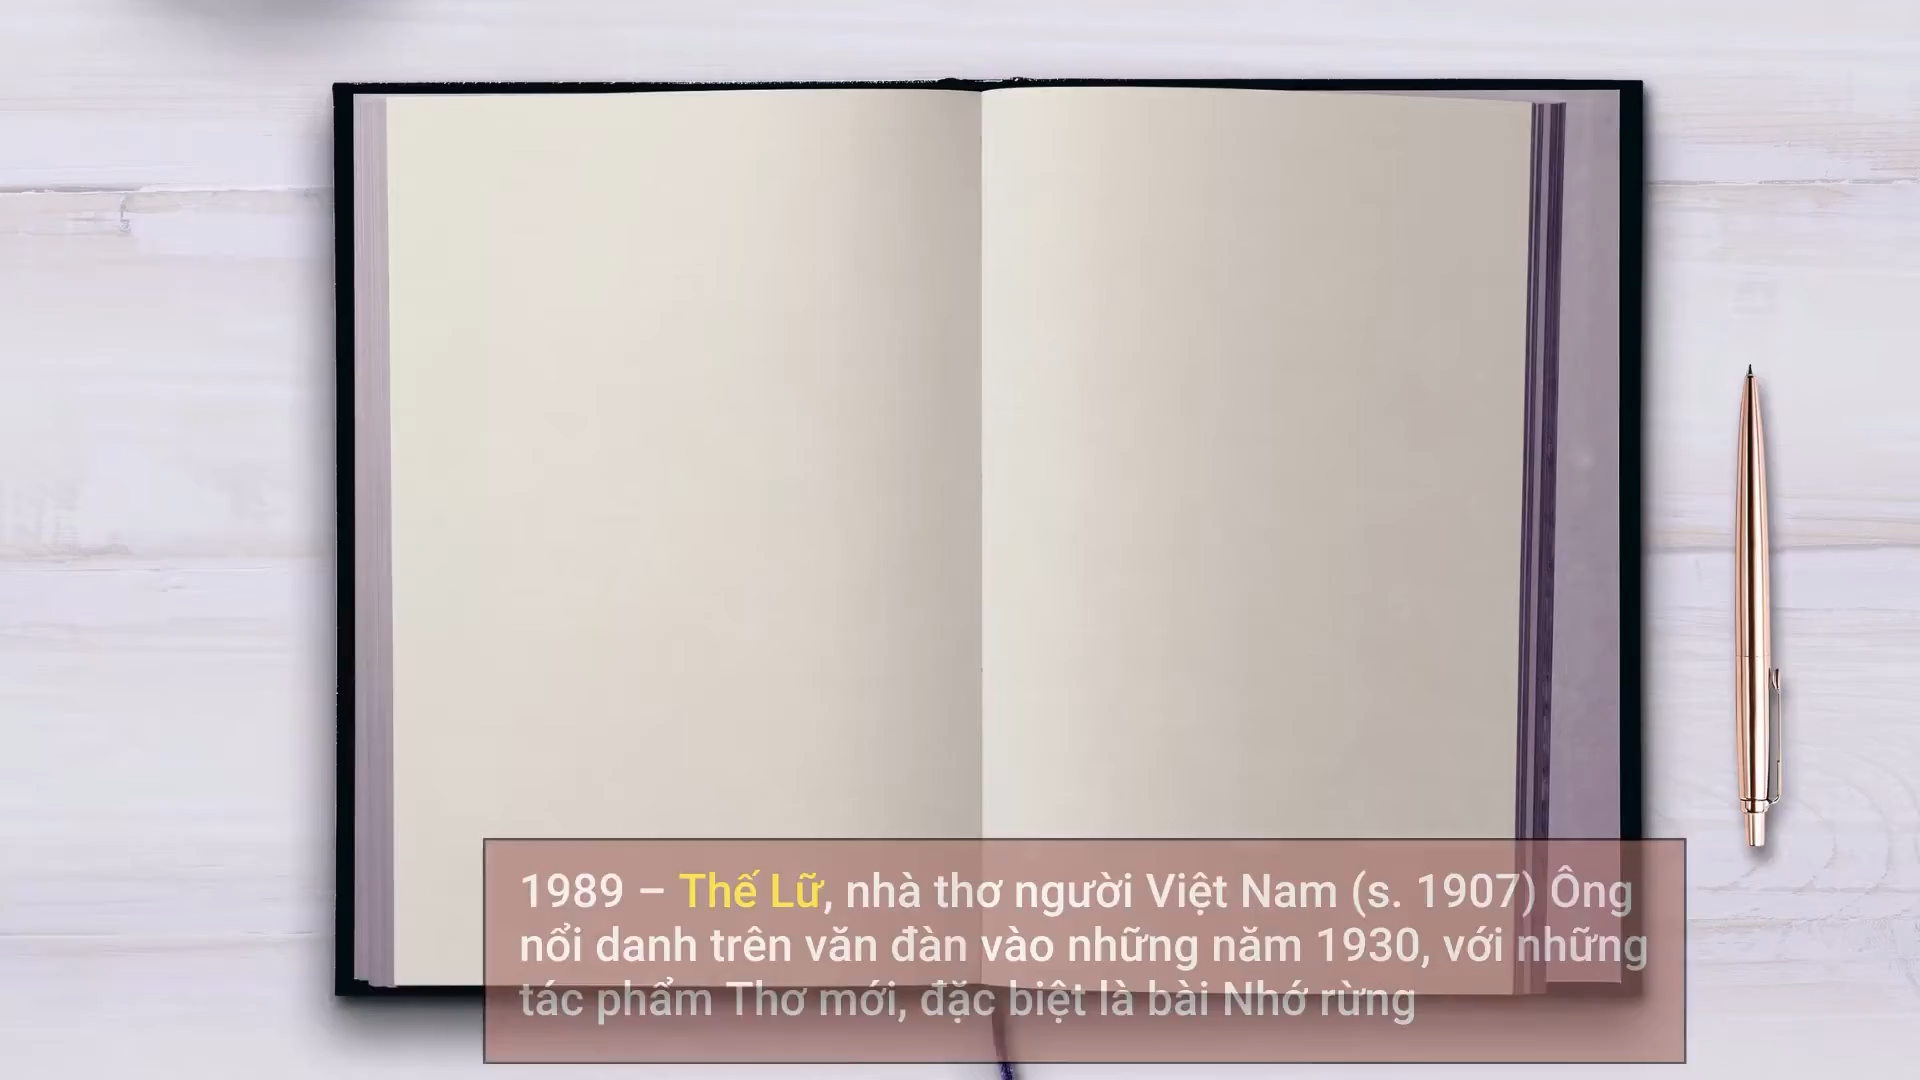 1989 – Thế Lữ, nhà thơ người Việt Nam (s. 1907) Ông
nổi danh trên văn đàn vào những năm 1930, với những
tác phẩm Thơ mới, đặc biệt là bài Nhớ rừng